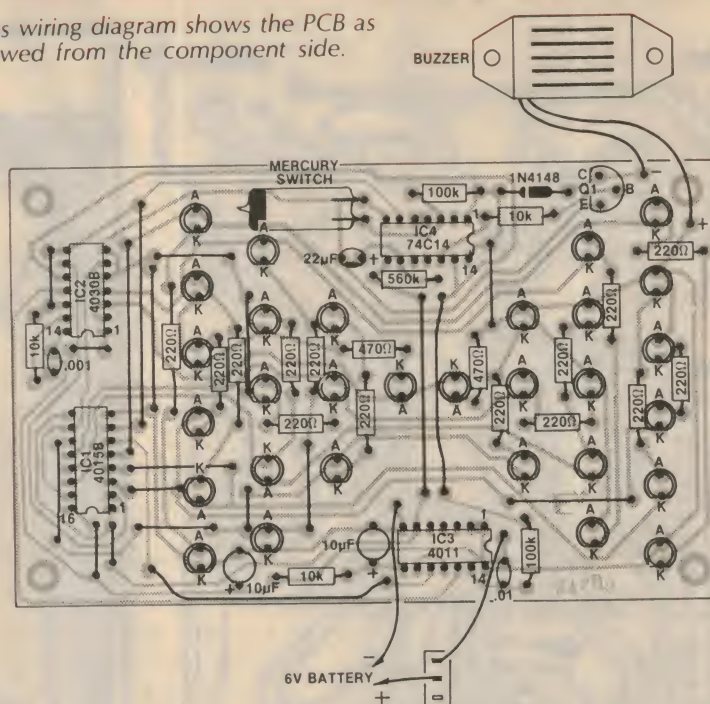 s wiring diagram shows the PCB as
wed from the component side.
BUZZER
MERCURY
SWITCH
100k
1N4148
C
Q1
B
E
10k
A
K
IC4
74C14
1
14
22µF
+
560k
IC2
4030B
14
1
10k
.001
220Ω
220Ω
220Ω
220Ω
220Ω
470Ω
220Ω
220Ω
470Ω
220Ω
220Ω
220Ω
220Ω
220Ω
220Ω
220Ω
-
+
IC1
4015B
16
1
10µF
+
10µF
+
10k
IC3
4011
1
14
.01
100k
-
6V BATTERY
+